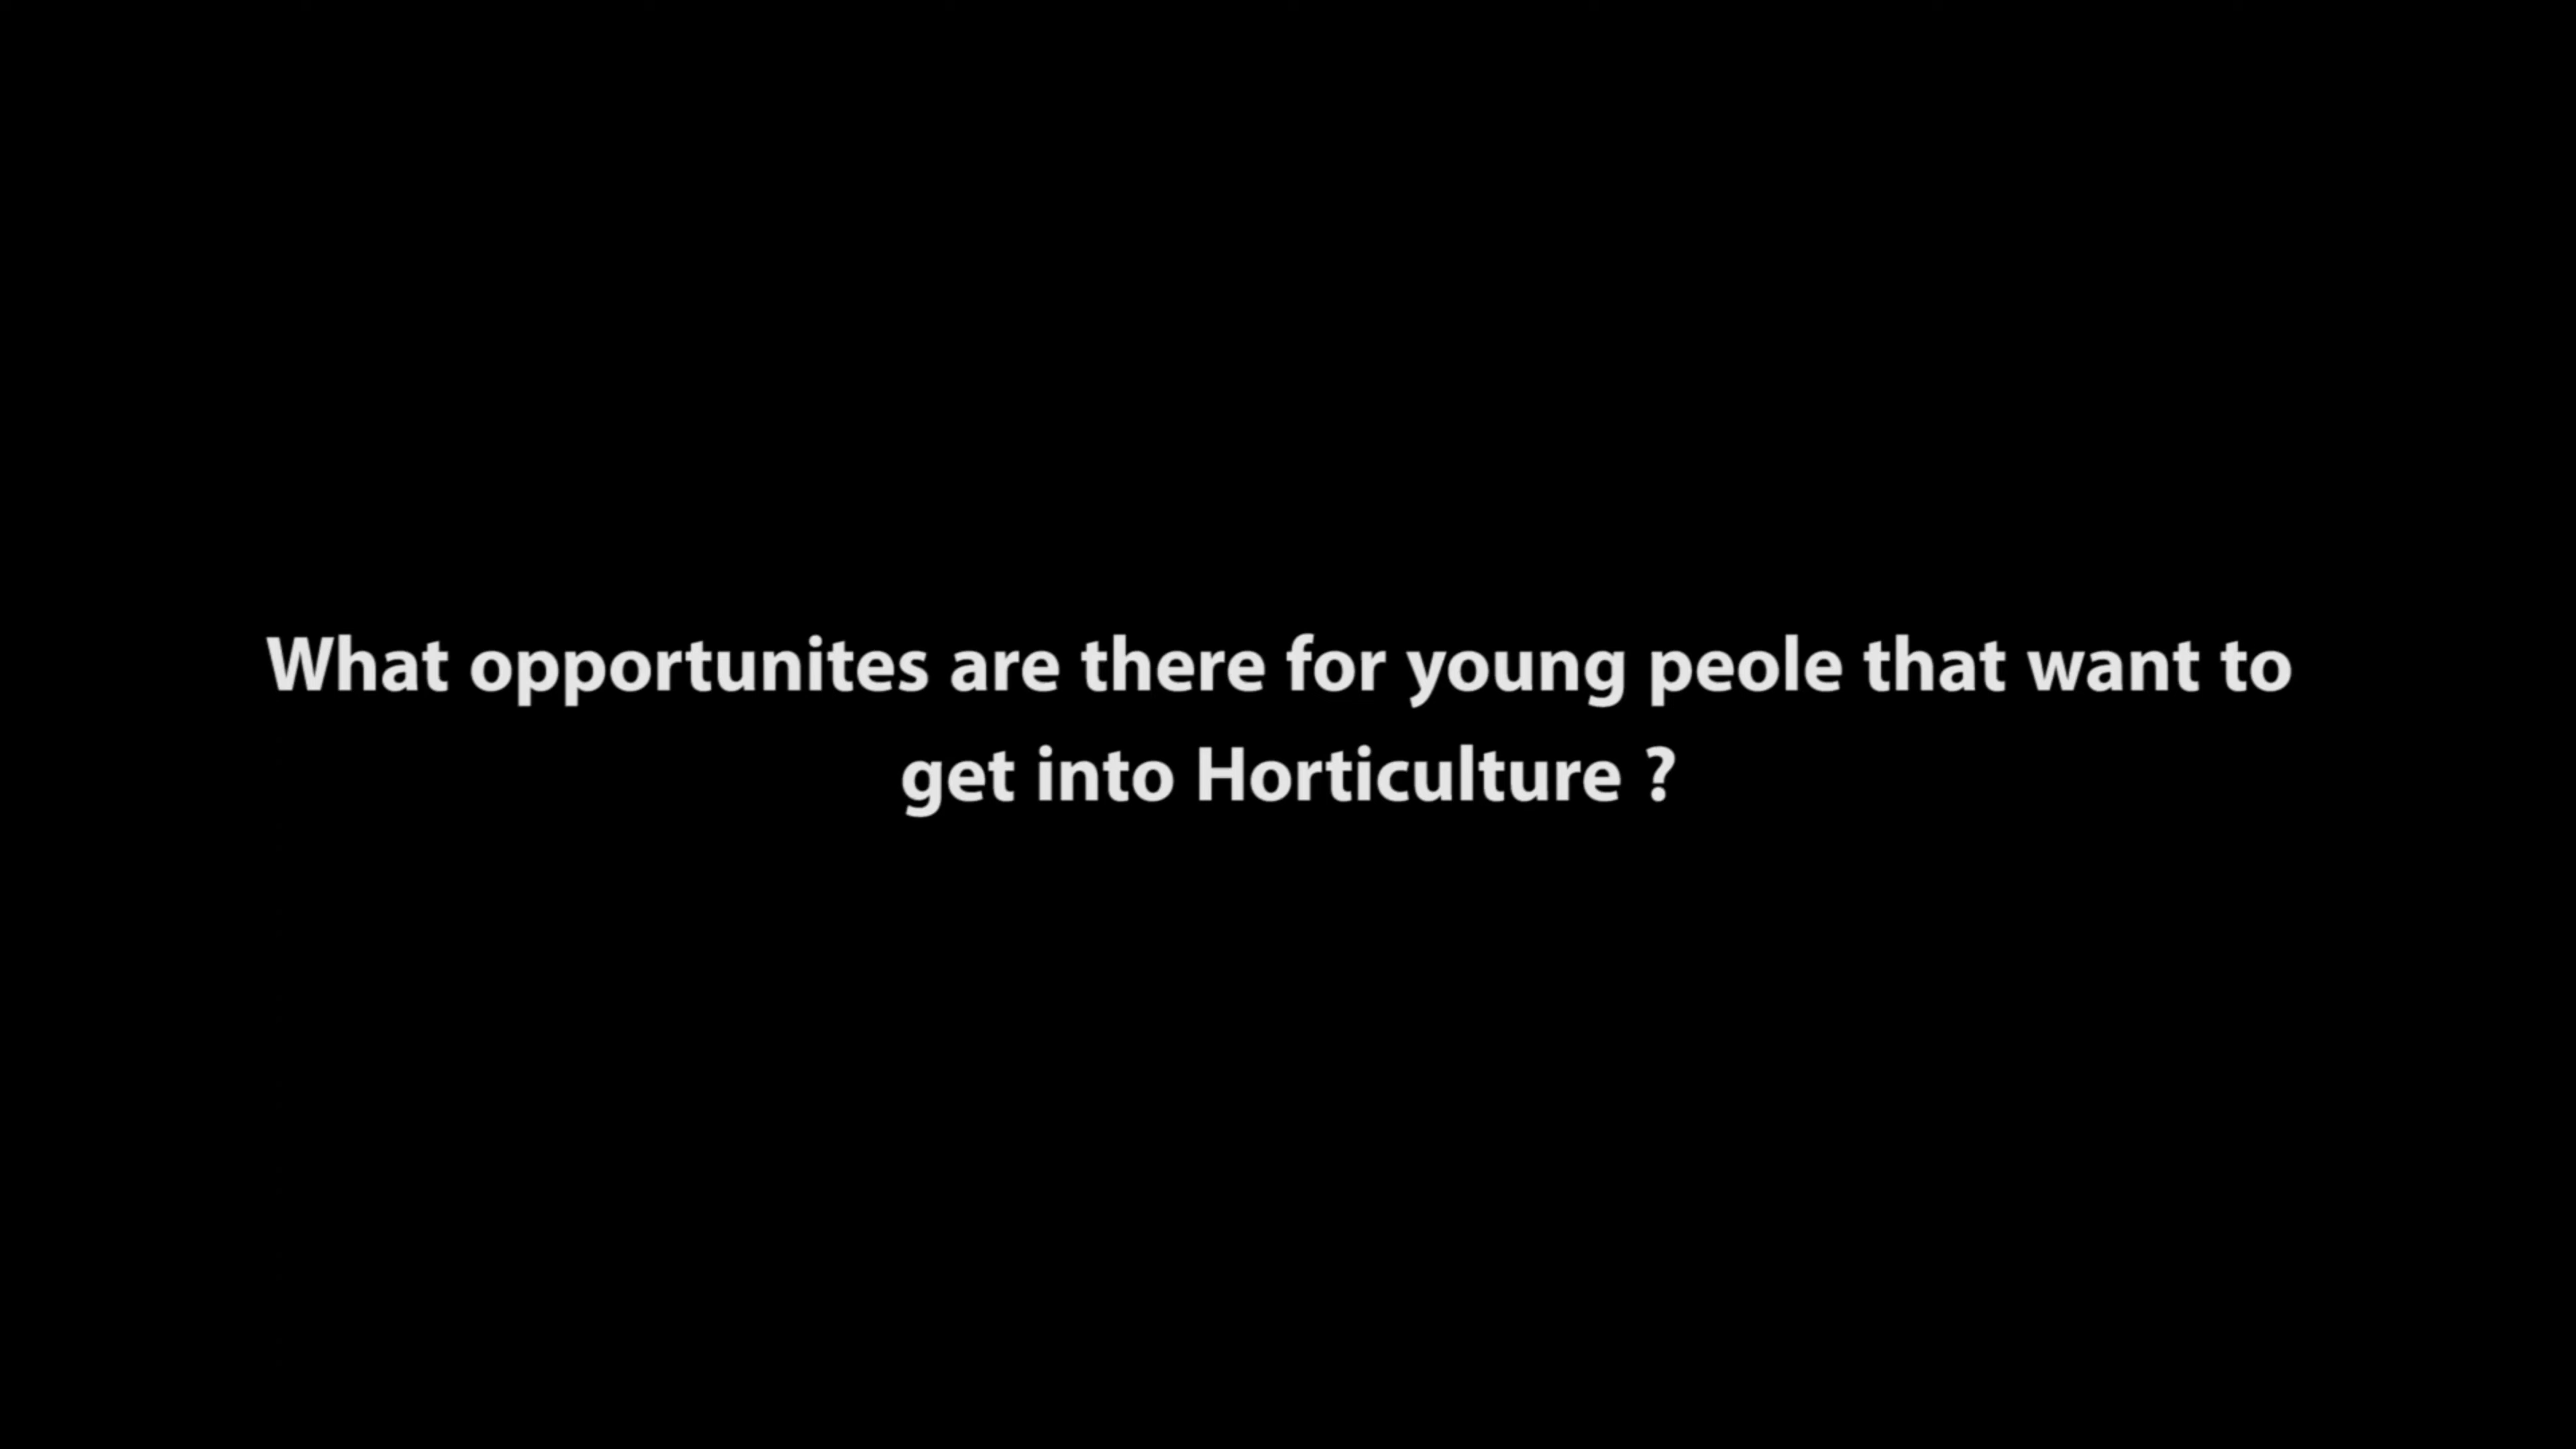 What opportunites are there for young peole that want to
get into Horticulture ?